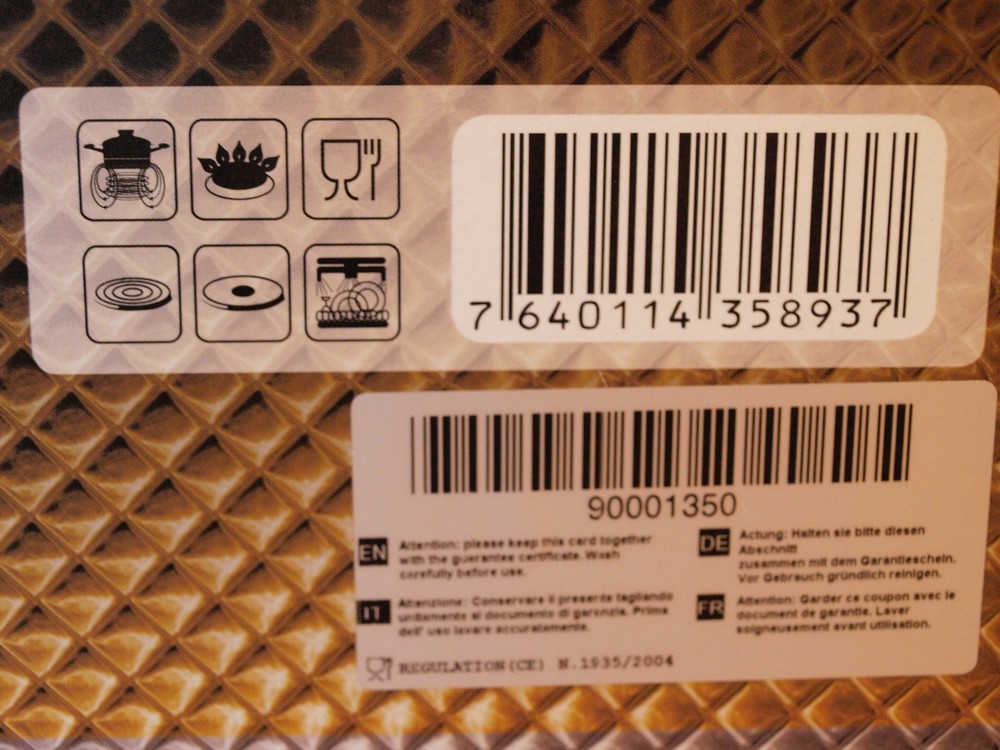 7 640114 358937
90001350
EN Attention: please keep this card together
with the guarantee certificate. Wash
carefully before use.
DE Actung: Halten sie bitte diesen
Abschnitt
zusammen mit dem Garantieschein.
Vor Gebrauch gründlich reinigen.
IT Attenzione: Conservare il presente tagliando
unitamente al documento di garanzia. Prima
dell' uso lavare accuratamente.
FR Attention: Garder ce coupon avec le
document de garantie. Laver
soigneusement avant utilisation.
REGULATION(CE) N.1935/2004